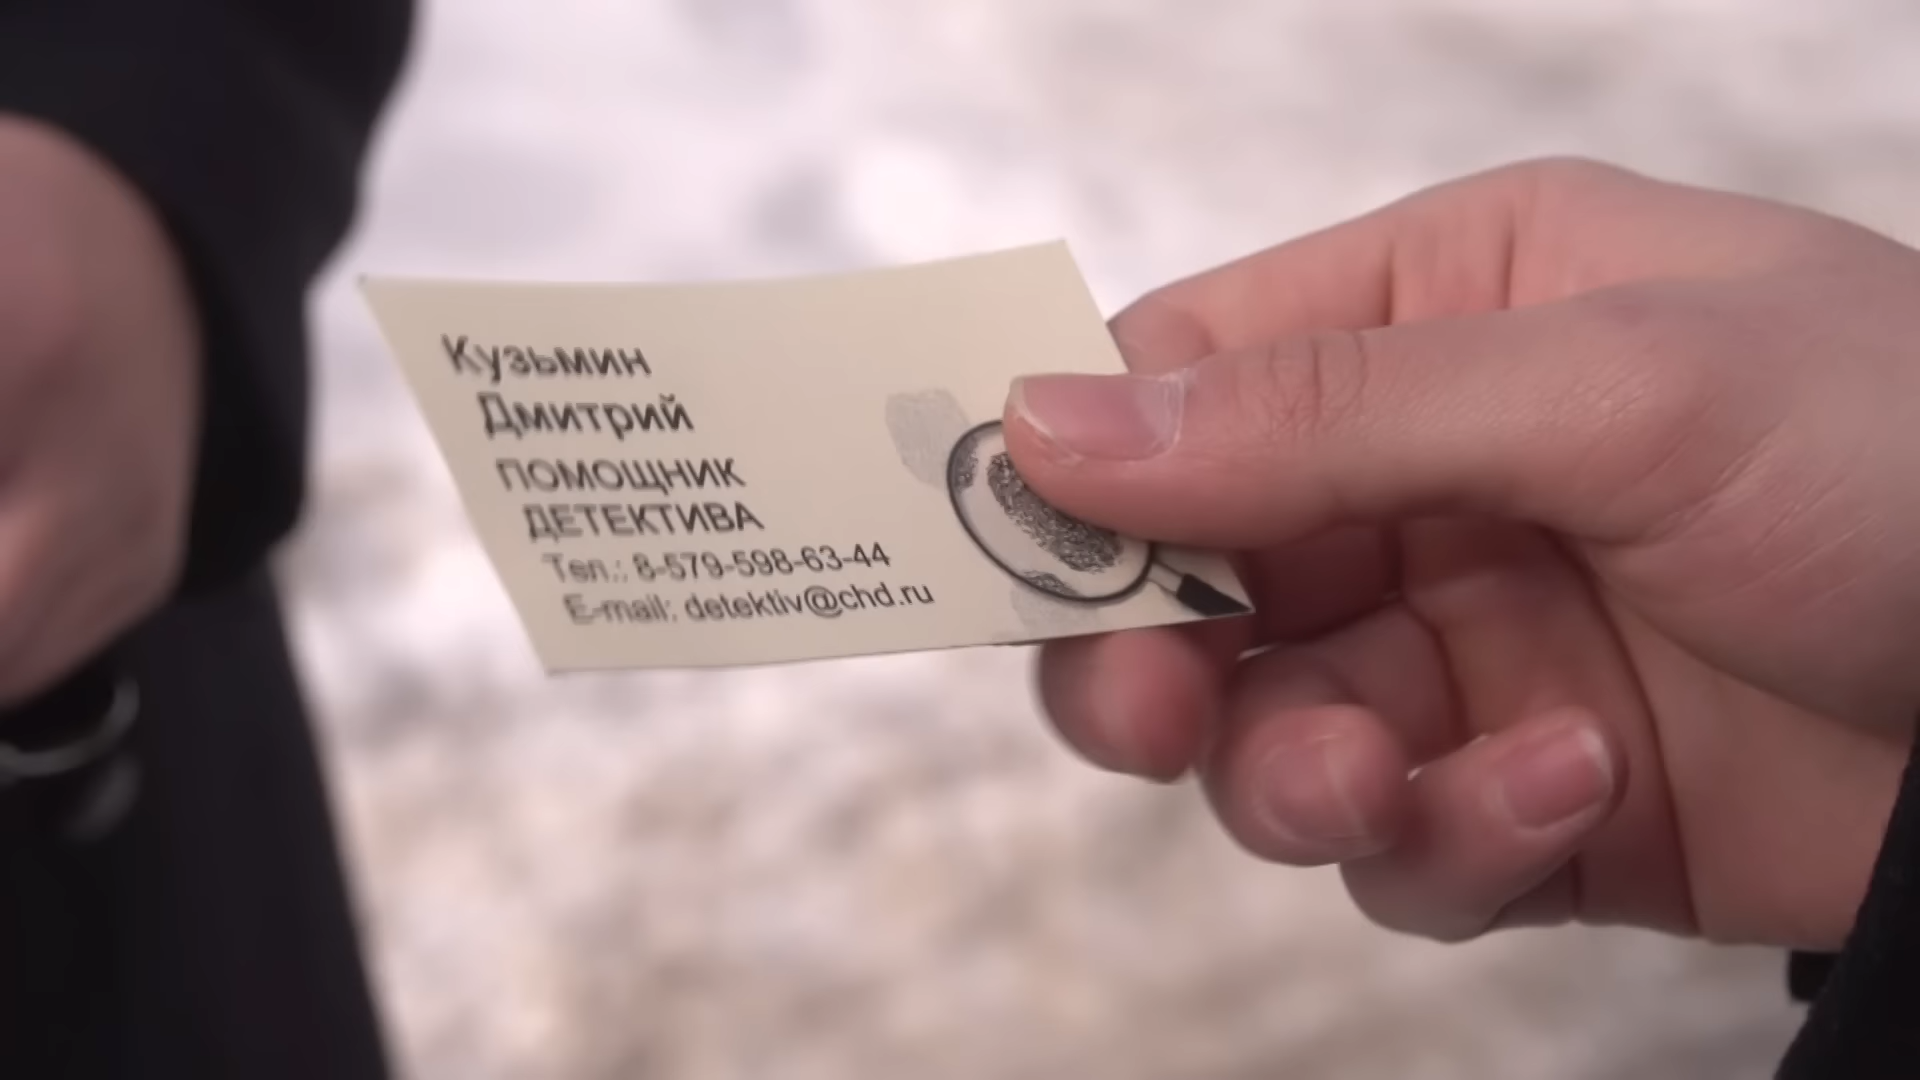 Кузьмин
Дмитрий
ПОМОЩНИК
ДЕТЕКТИВА
Тел.: 8-579-598-63-44
E-mail: detektiv@chd.ru